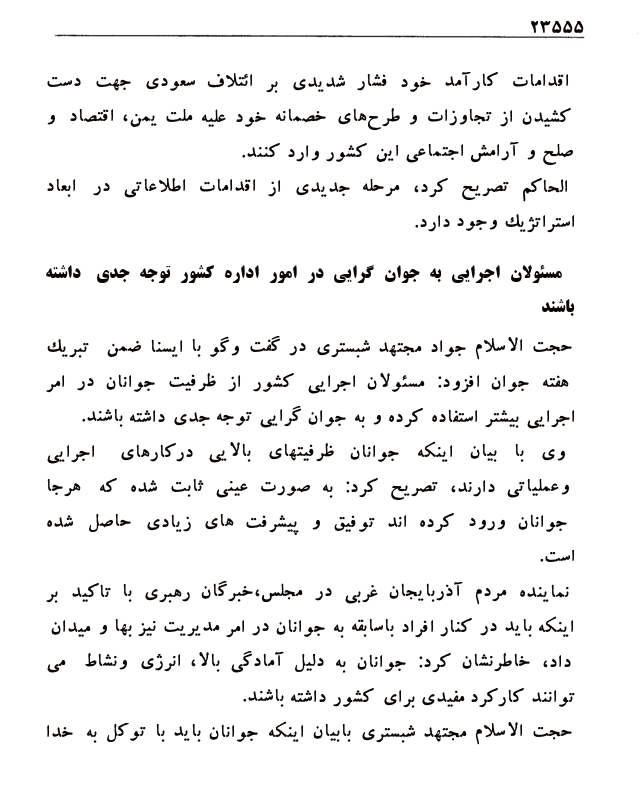 ۲۳۵۵۵
اقدامات کارآمد خود فشار شدیدی بر ائتلاف سعودی جهت دست
کشیدن از تجاوزات و طرح‌های خصمانه خود علیه ملت یمن، اقتصاد و
صلح و آرامش اجتماعی این کشور وارد کنند.
الحاکم تصریح کرد، مرحله جدیدی از اقدامات اطلاعاتی در ابعاد
استراتژیك وجود دارد.
مسئولان اجرایی به جوان گرایی در امور اداره کشور توجه جدی داشته
باشند
حجت الاسلام جواد مجتهد شبستری در گفت وگو با ایسنا ضمن تبریك
هفته جوان افزود: مسئولان اجرایی کشور از ظرفیت جوانان در امر
اجرایی بیشتر استفاده کرده و به جوان گرایی توجه جدی داشته باشند.
وی با بیان اینکه جوانان ظرفیتهای بالایی درکارهای اجرایی
وعملیاتی دارند، تصریح کرد: به صورت عینی ثابت شده که هرجا
جوانان ورود کرده اند توفیق و پیشرفت های زیادی حاصل شده
است.
نماینده مردم آذربایجان غربی در مجلس،خبرگان رهبری با تاکید بر
اینکه باید در کنار افراد باسابقه به جوانان در امر مدیریت نیز بها و میدان
داد، خاطرنشان کرد: جوانان به دلیل آمادگی بالا، انرژی ونشاط می
توانند کارکرد مفیدی برای کشور داشته باشند.
حجت الاسلام مجتهد شبستری بابیان اینکه جوانان باید با توکل به خدا